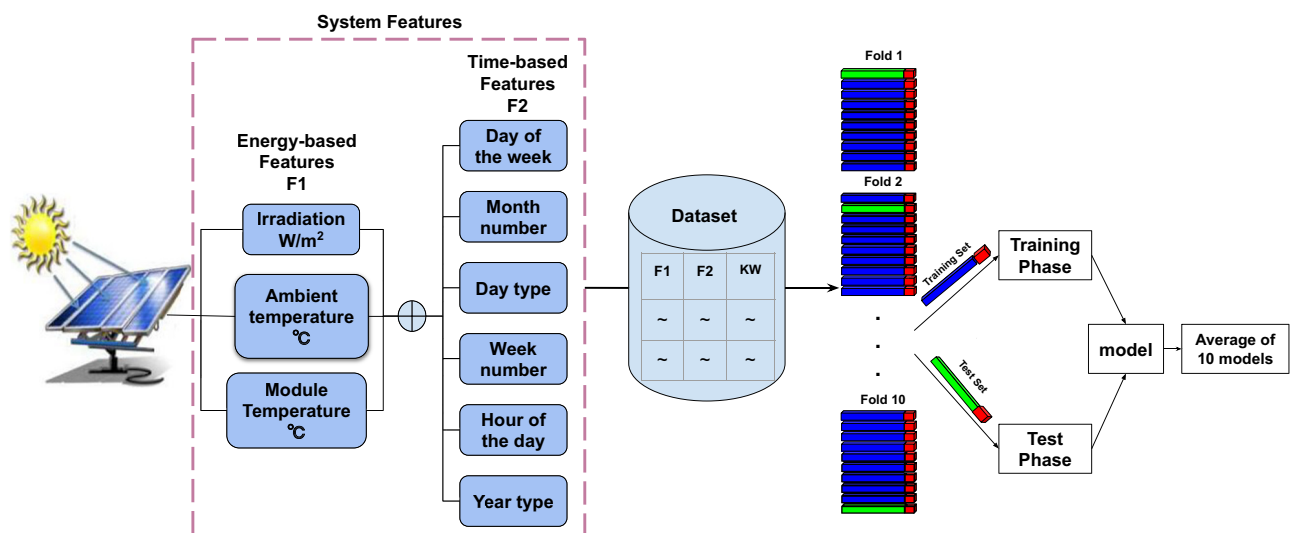 System Features
Energy-based
Features
F1
Irradiation
W/m²
Ambient
temperature
℃
Module
Temperature
℃
Time-based
Features
F2
Day of
the week
Month
number
Day type
Week
number
Hour of
the day
Year type
Dataset
F1 F2 KW
~ ~ ~
~ ~ ~
Fold 1
Fold 2
.
.
.
Fold 10
Training Set
Test Set
Training
Phase
Test
Phase
model
Average of
10 models